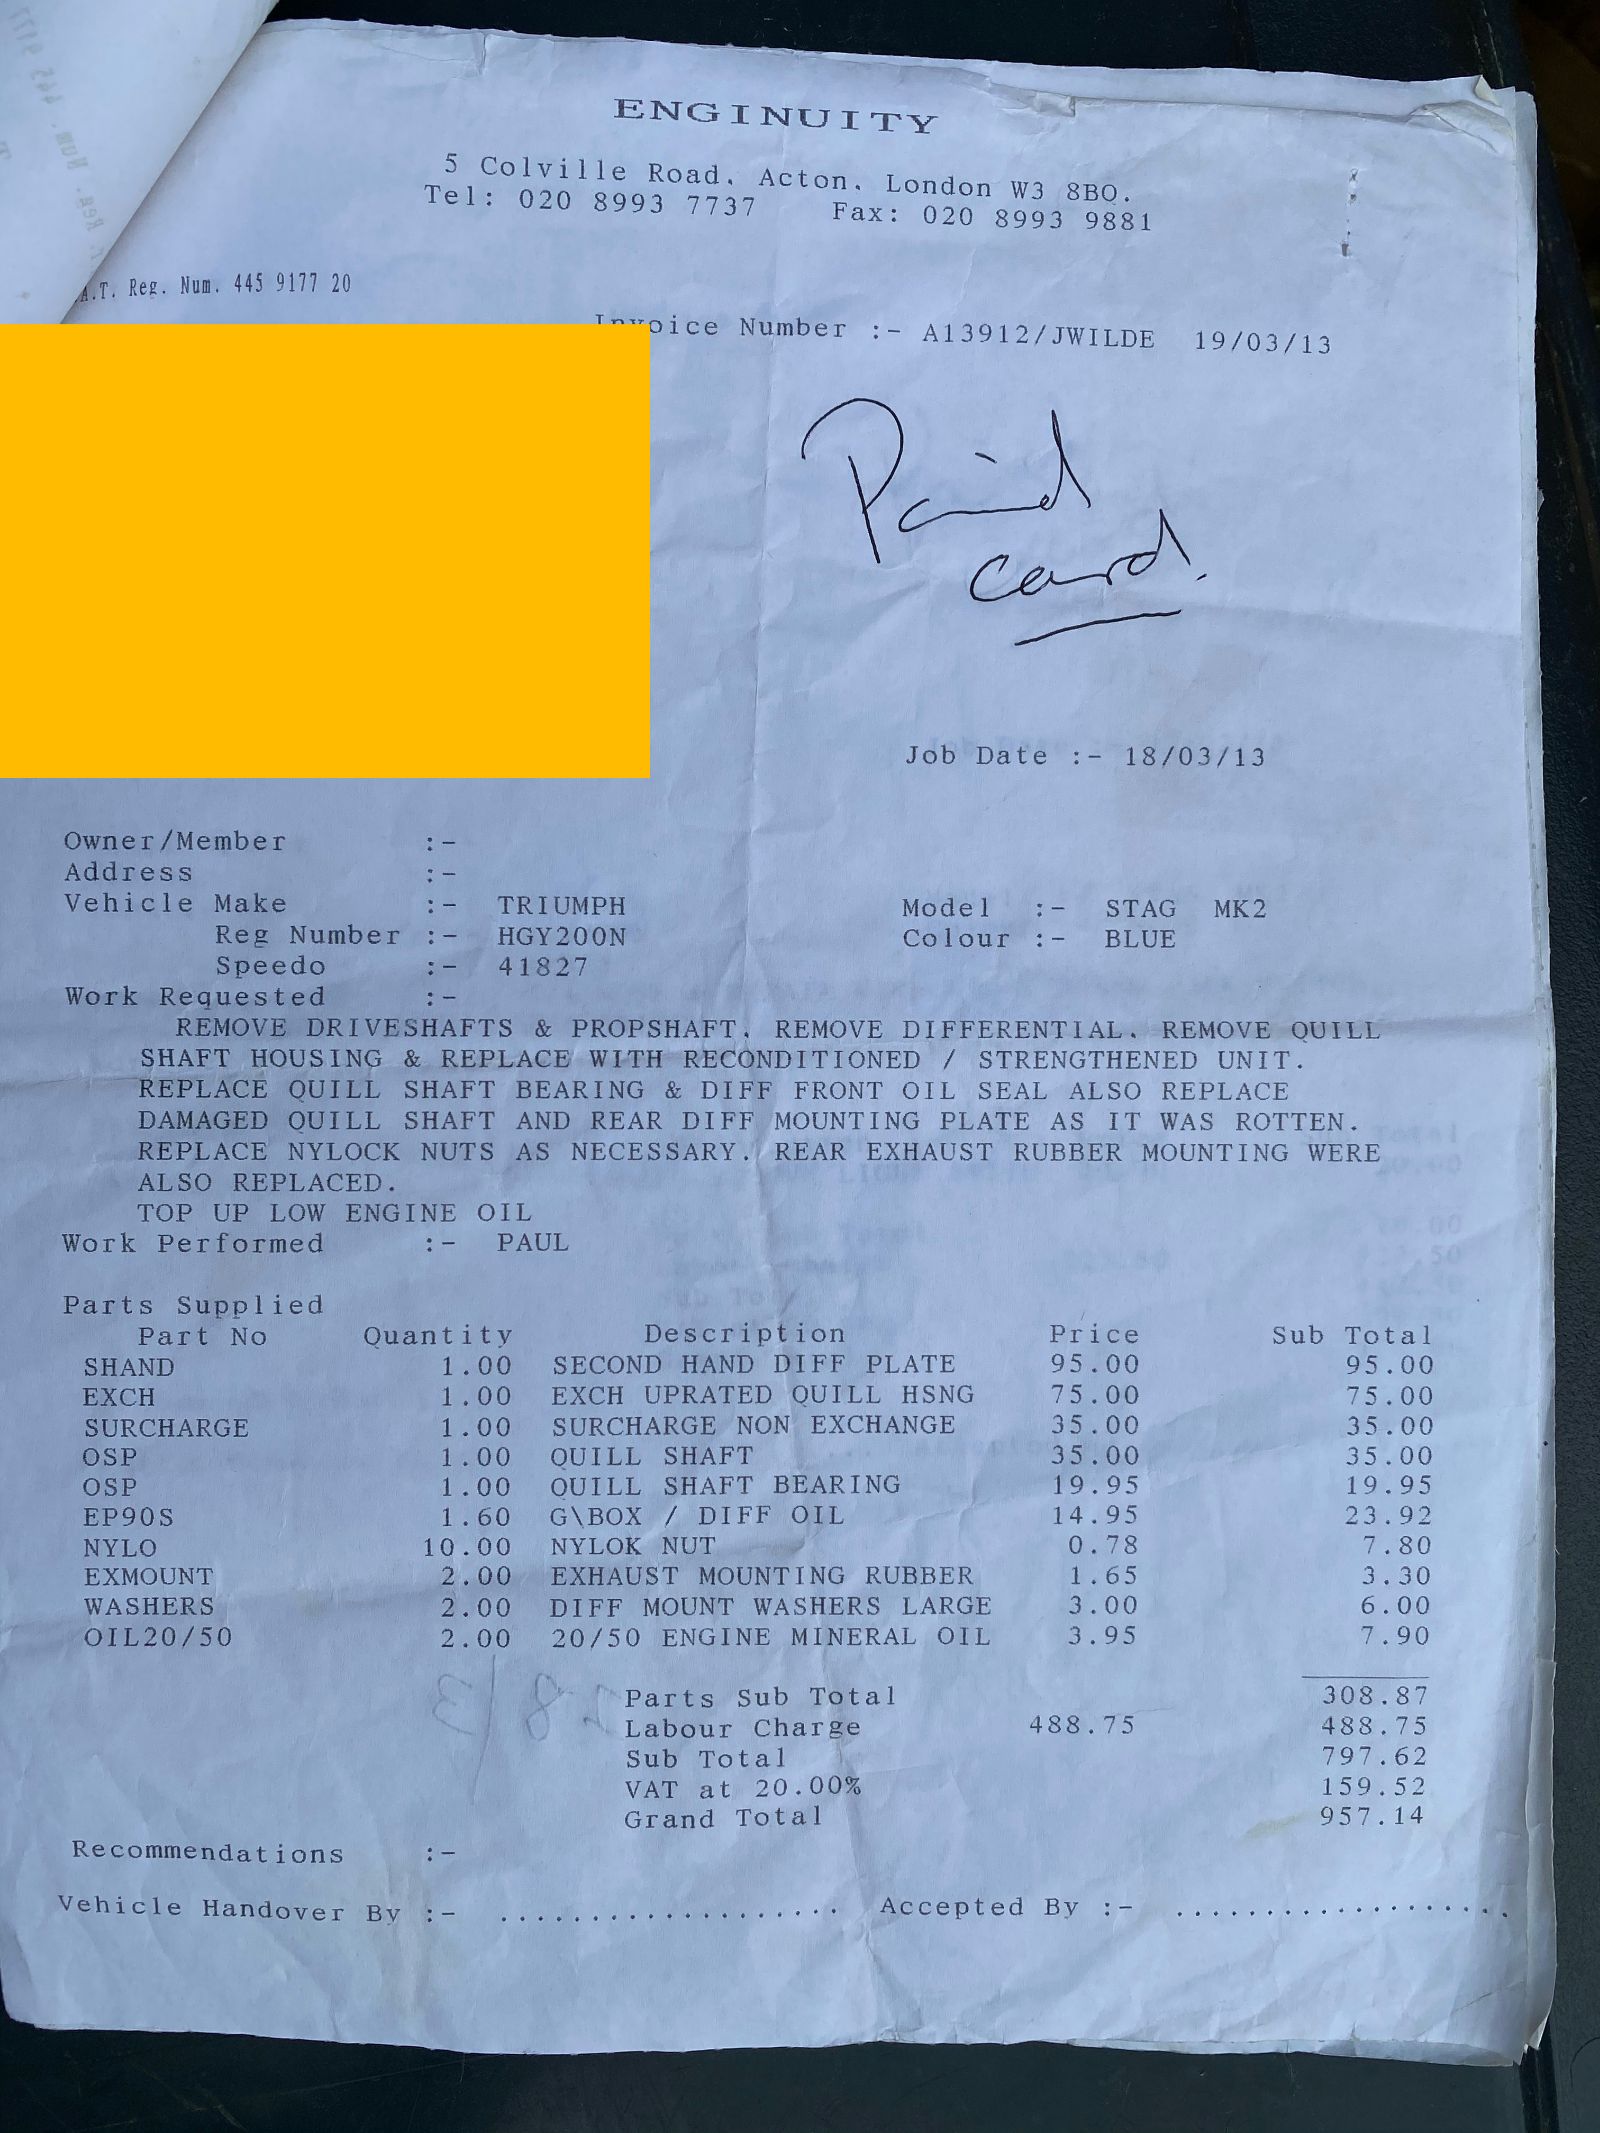 ENGINUITY
5 Colville Road, Acton, London W3 8BQ.
Tel: 020 8993 7737 Fax: 020 8993 9881
A.T. Reg. Num. 445 9177 20
Invoice Number :- A13912/JWILDE 19/03/13
Paid
card.
Job Date :- 18/03/13
Owner/Member :-
Address :-
Vehicle Make :- TRIUMPH Model :- STAG MK2
Reg Number :- HGY200N Colour :- BLUE
Speedo :- 41827
Work Requested :-
REMOVE DRIVESHAFTS & PROPSHAFT. REMOVE DIFFERENTIAL. REMOVE QUILL
SHAFT HOUSING & REPLACE WITH RECONDITIONED / STRENGTHENED UNIT.
REPLACE QUILL SHAFT BEARING & DIFF FRONT OIL SEAL ALSO REPLACE
DAMAGED QUILL SHAFT AND REAR DIFF MOUNTING PLATE AS IT WAS ROTTEN.
REPLACE NYLOCK NUTS AS NECESSARY. REAR EXHAUST RUBBER MOUNTING WERE
ALSO REPLACED.
TOP UP LOW ENGINE OIL
Work Performed :- PAUL
Parts Supplied
Part No Quantity Description Price Sub Total
SHAND 1.00 SECOND HAND DIFF PLATE 95.00 95.00
EXCH 1.00 EXCH UPRATED QUILL HSNG 75.00 75.00
SURCHARGE 1.00 SURCHARGE NON EXCHANGE 35.00 35.00
OSP 1.00 QUILL SHAFT 35.00 35.00
OSP 1.00 QUILL SHAFT BEARING 19.95 19.95
EP90S 1.60 G\BOX / DIFF OIL 14.95 23.92
NYLO 10.00 NYLOK NUT 0.78 7.80
EXMOUNT 2.00 EXHAUST MOUNTING RUBBER 1.65 3.30
WASHERS 2.00 DIFF MOUNT WASHERS LARGE 3.00 6.00
OIL20/50 2.00 20/50 ENGINE MINERAL OIL 3.95 7.90
Parts Sub Total 308.87
Labour Charge 488.75 488.75
Sub Total 797.62
VAT at 20.00% 159.52
Grand Total 957.14
Recommendations :-
Vehicle Handover By :- ................... Accepted By :- ...................